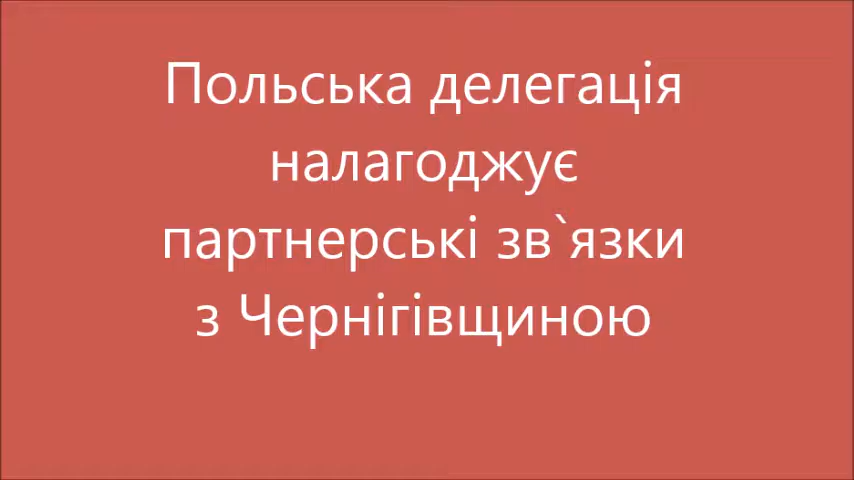 Польська делегація
налагоджує
партнерські зв`язки
з Чернігівщиною